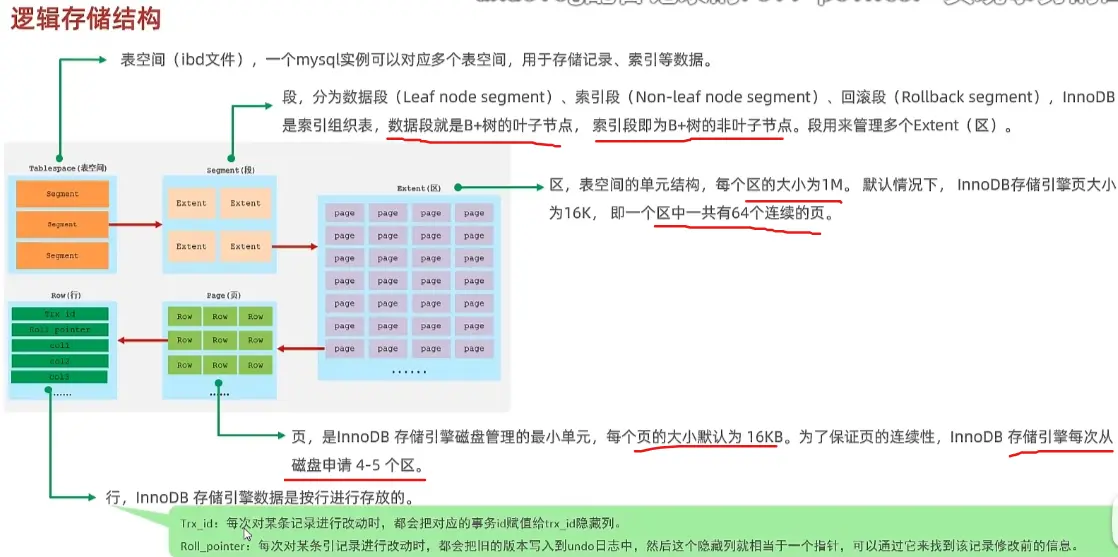 逻辑存储结构
表空间（ibd文件），一个mysql实例可以对应多个表空间，用于存储记录、索引等数据。
段，分为数据段（Leaf node segment）、索引段（Non-leaf node segment）、回滚段（Rollback segment），InnoDB
是索引组织表，数据段就是B+树的叶子节点， 索引段即为B+树的非叶子节点。段用来管理多个Extent（区）。
Tablespace(表空间)
Segment
Segment
Segment
Segment(段)
Extent Extent
Extent Extent
Extent(区)
page page page page
page page page page
page page page page
page page page page
page page page page
page page page page
page page page page
......
区，表空间的单元结构，每个区的大小为1M。 默认情况下， InnoDB存储引擎页大小
为16K， 即一个区中一共有64个连续的页。
Row(行)
Trx id
Roll pointer
col1
col2
col3
......
Page(页)
Row Row Row
Row Row Row
Row Row Row
......
页，是InnoDB 存储引擎磁盘管理的最小单元，每个页的大小默认为 16KB。为了保证页的连续性，InnoDB 存储引擎每次从
磁盘申请 4-5 个区。
行，InnoDB 存储引擎数据是按行进行存放的。
Trx_id：每次对某条记录进行改动时，都会把对应的事务id赋值给trx_id隐藏列。
Roll_pointer：每次对某条引记录进行改动时，都会把旧的版本写入到undo日志中，然后这个隐藏列就相当于一个指针，可以通过它来找到该记录修改前的信息。